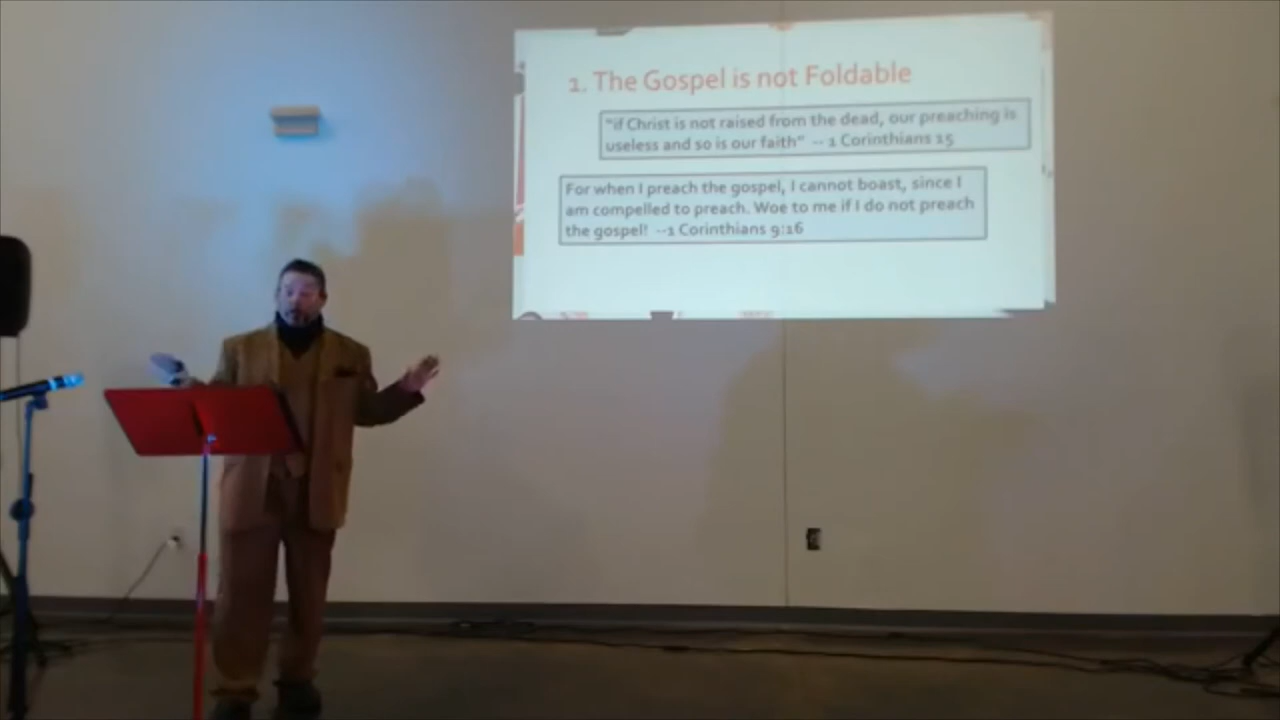 1. The Gospel is not Foldable
"if Christ is not raised from the dead, our preaching is
useless and so is our faith" -- 1 Corinthians 15
For when I preach the gospel, I cannot boast, since I
am compelled to preach. Woe to me if I do not preach
the gospel! --1 Corinthians 9:16